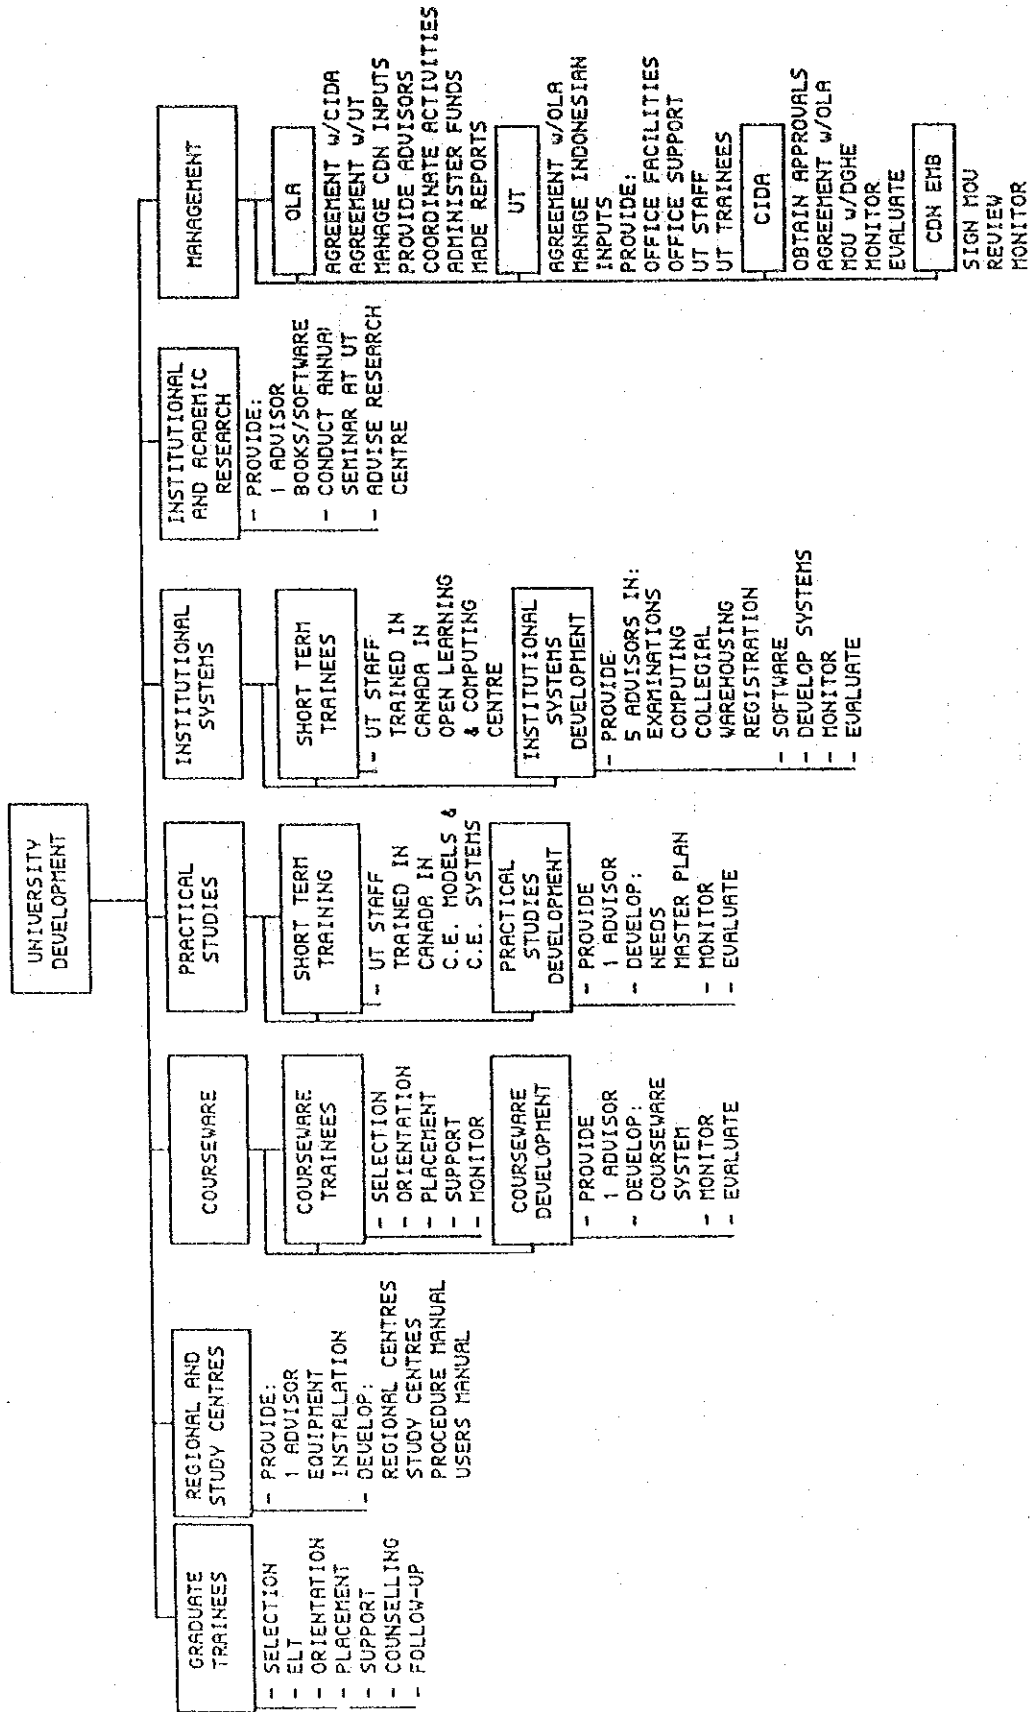 UNIVERSITY
DEVELOPMENT
GRADUATE
TRAINEES
- SELECTION
- ELT
- ORIENTATION
- PLACEMENT
- SUPPORT
- COUNSELLING
- FOLLOW-UP
REGIONAL AND
STUDY CENTRES
- PROVIDE:
1 ADVISOR
EQUIPMENT
INSTALLATION
- DEVELOP:
REGIONAL CENTRES
STUDY CENTRES
PROCEDURE MANUAL
USERS MANUAL
COURSEWARE
COURSEWARE
TRAINEES
- SELECTION
- ORIENTATION
- PLACEMENT
- SUPPORT
- MONITOR
COURSEWARE
DEVELOPMENT
- PROVIDE
1 ADVISOR
- DEVELOP:
COURSEWARE
SYSTEM
- MONITOR
- EVALUATE
PRACTICAL
STUDIES
SHORT TERM
TRAINING
- UT STAFF
TRAINED IN
CANADA IN
C.E. MODELS &
C.E. SYSTEMS
PRACTICAL
STUDIES
DEVELOPMENT
- PROVIDE
1 ADVISOR
- DEVELOP:
NEEDS
MASTER PLAN
- MONITOR
- EVALUATE
INSTITUTIONAL
SYSTEMS
SHORT TERM
TRAINEES
- UT STAFF
TRAINED IN
CANADA IN
OPEN LEARNING
& COMPUTING
CENTRE
INSTITUTIONAL
SYSTEMS
DEVELOPMENT
- PROVIDE
5 ADVISORS IN:
EXAMINATIONS
COMPUTING
COLLEGIAL
WAREHOUSING
REGISTRATION
- SOFTWARE
- DEVELOP SYSTEMS
- MONITOR
- EVALUATE
INSTITUTIONAL
AND ACADEMIC
RESEARCH
- PROVIDE:
1 ADVISOR
BOOKS/SOFTWARE
- CONDUCT ANNUAL
SEMINAR AT UT
- ADVISE RESEARCH
CENTRE
MANAGEMENT
OLA
AGREEMENT w/CIDA
AGREEMENT w/UT
MANAGE CDN INPUTS
PROVIDE ADVISORS
COORDINATE ACTIVITIES
ADMINISTER FUNDS
MADE REPORTS
UT
AGREEMENT w/OLA
MANAGE INDONESIAN
INPUTS
PROVIDE:
OFFICE FACILITIES
OFFICE SUPPORT
UT STAFF
UT TRAINEES
CIDA
OBTAIN APPROVALS
AGREEMENT w/OLA
MOU w/DGHE
MONITOR
EVALUATE
CDN EMB
SIGN MOU
REVIEW
MONITOR